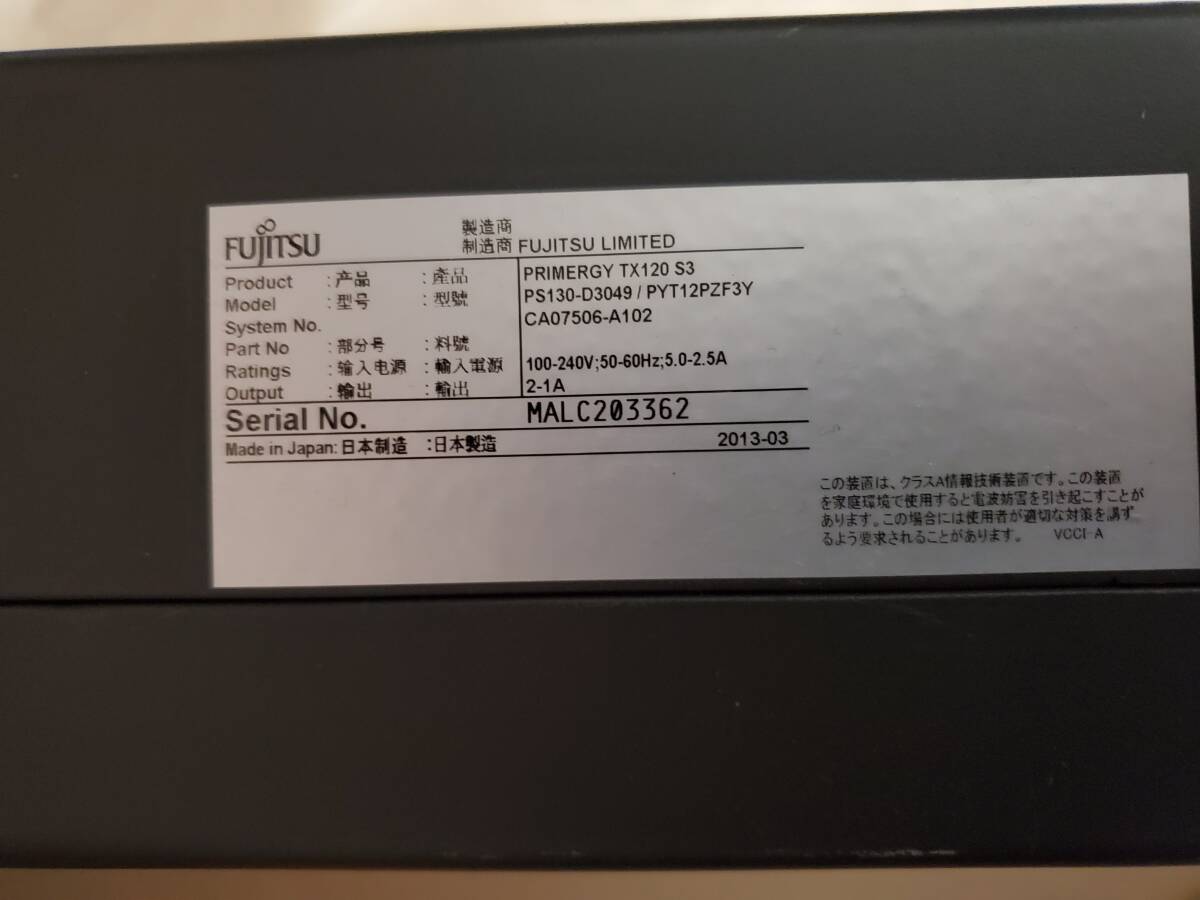 FUJITSU
製造商
制造商 FUJITSU LIMITED
Product :产品 :產品 PRIMERGY TX120 S3
Model :型号 :型號 PS130-D3049 / PYT12PZF3Y
System No. CA07506-A102
Part No :部分号 :料號
Ratings :输入电源 :輸入電源 100-240V;50-60Hz;5.0-2.5A
Output :輸出 :輸出 2-1A
Serial No. MALC203362
Made in Japan:日本制造 :日本製造 2013-03
この装置は、クラスA情報技術装置です。この装置
を家庭環境で使用すると電波妨害を引き起こすことが
あります。この場合には使用者が適切な対策を講ず
るよう要求されることがあります。 VCCI-A